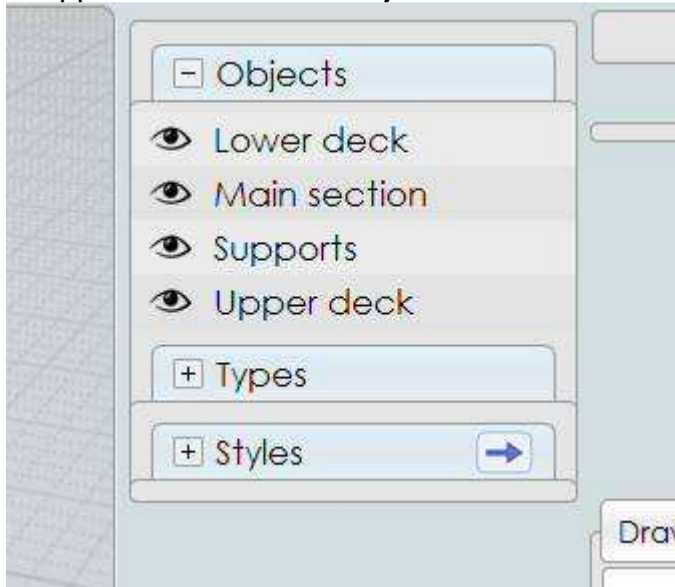 Objects
Lower deck
Main section
Supports
Upper deck
Types
Styles